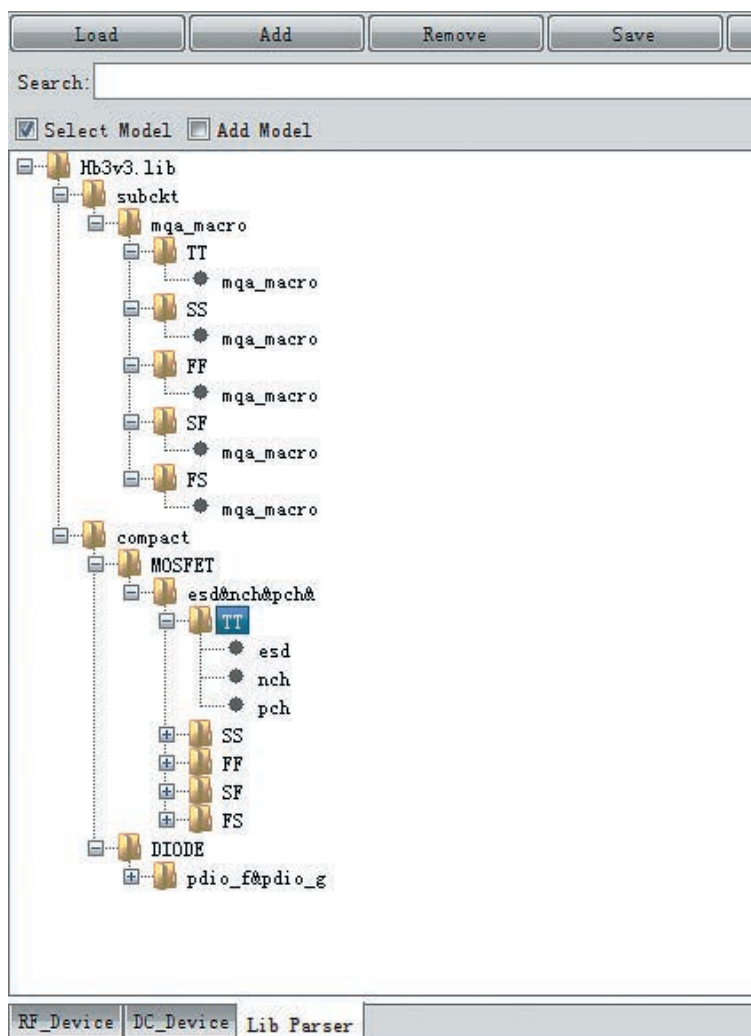 Load Add Remove Save
Search:
Select Model Add Model
Hb3v3.lib
subckt
mqa_macro
TT
mqa_macro
SS
mqa_macro
FF
mqa_macro
SF
mqa_macro
FS
mqa_macro
compact
MOSFET
esd&nch&pch&
TT
esd
nch
pch
SS
FF
SF
FS
DIODE
pdio_f&pdio_g
RF_Device DC_Device Lib Parser